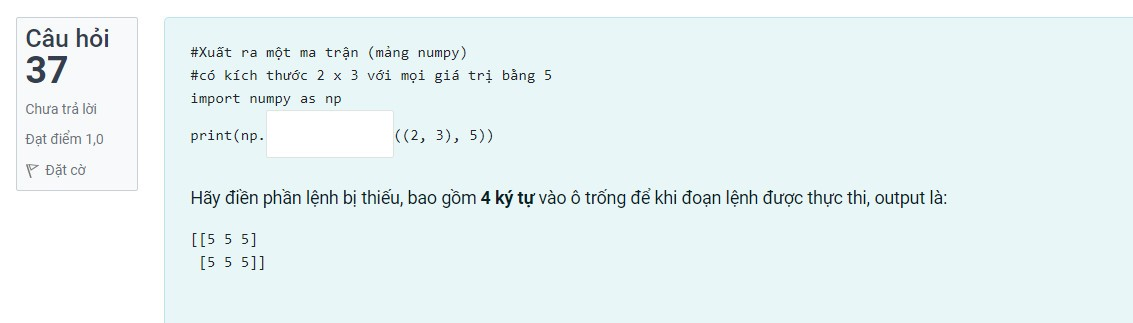 Câu hỏi
37
Chưa trả lời
Đạt điểm 1,0
Đặt cờ
#Xuất ra một ma trận (mảng numpy)
#có kích thước 2 x 3 với mọi giá trị bằng 5
import numpy as np
print(np. ((2, 3), 5))
Hãy điền phần lệnh bị thiếu, bao gồm 4 ký tự vào ô trống để khi đoạn lệnh được thực thi, output là:
[[5 5 5]
[5 5 5]]